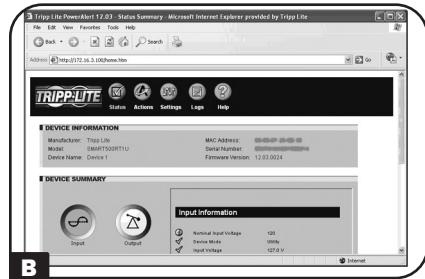 Tripp Lite PowerAlert 12.03 - Status Summary - Microsoft Internet Explorer provided by Tripp Lite
File Edit View Favorites Tools Help
Back Search
Address http://172.16.3.100/home.htm Go
TRIPP·LITE Status Actions Settings Logs Help
DEVICE INFORMATION
Manufacturer: Tripp Lite MAC Address:
Model: SMART500RT1U Serial Number:
Device Name: Device 1 Firmware Version: 12.03.0024
DEVICE SUMMARY
Input Information
Input Output
Nominal Input Voltage 120
Device Mode Utility
Input Voltage 127.0 V
Internet
B